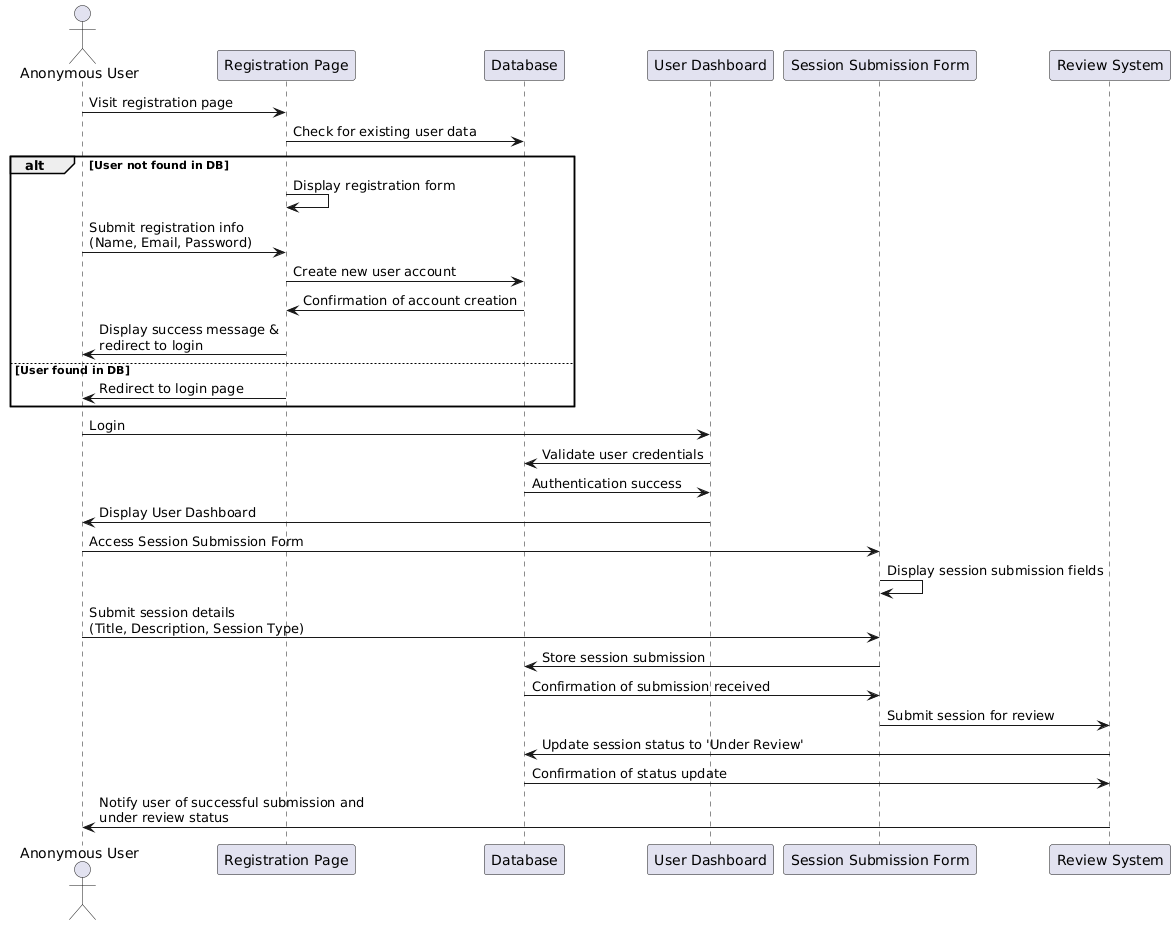 Anonymous User
Registration Page
Database
User Dashboard
Session Submission Form
Review System
Visit registration page
Check for existing user data
alt
[User not found in DB]
Display registration form
Submit registration info
(Name, Email, Password)
Create new user account
Confirmation of account creation
Display success message &
redirect to login
[User found in DB]
Redirect to login page
Login
Validate user credentials
Authentication success
Display User Dashboard
Access Session Submission Form
Display session submission fields
Submit session details
(Title, Description, Session Type)
Store session submission
Confirmation of submission received
Submit session for review
Update session status to 'Under Review'
Confirmation of status update
Notify user of successful submission and
under review status
Anonymous User
Registration Page
Database
User Dashboard
Session Submission Form
Review System